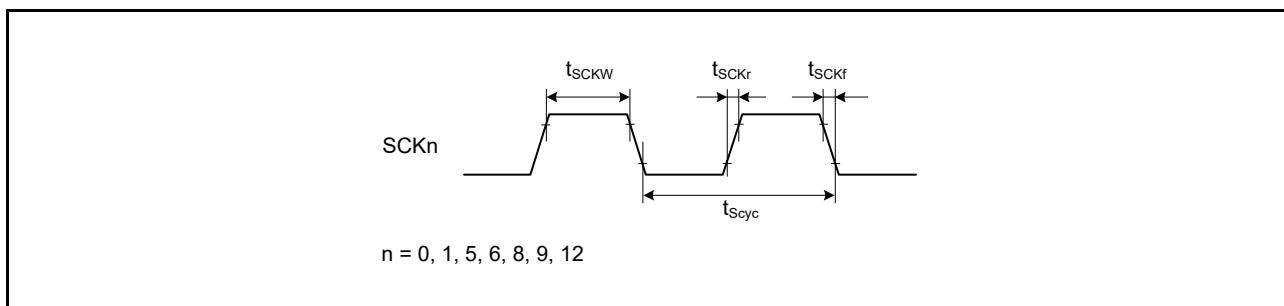 tSCKW tSCKr tSCKf
SCKn
tScyc
n = 0, 1, 5, 6, 8, 9, 12